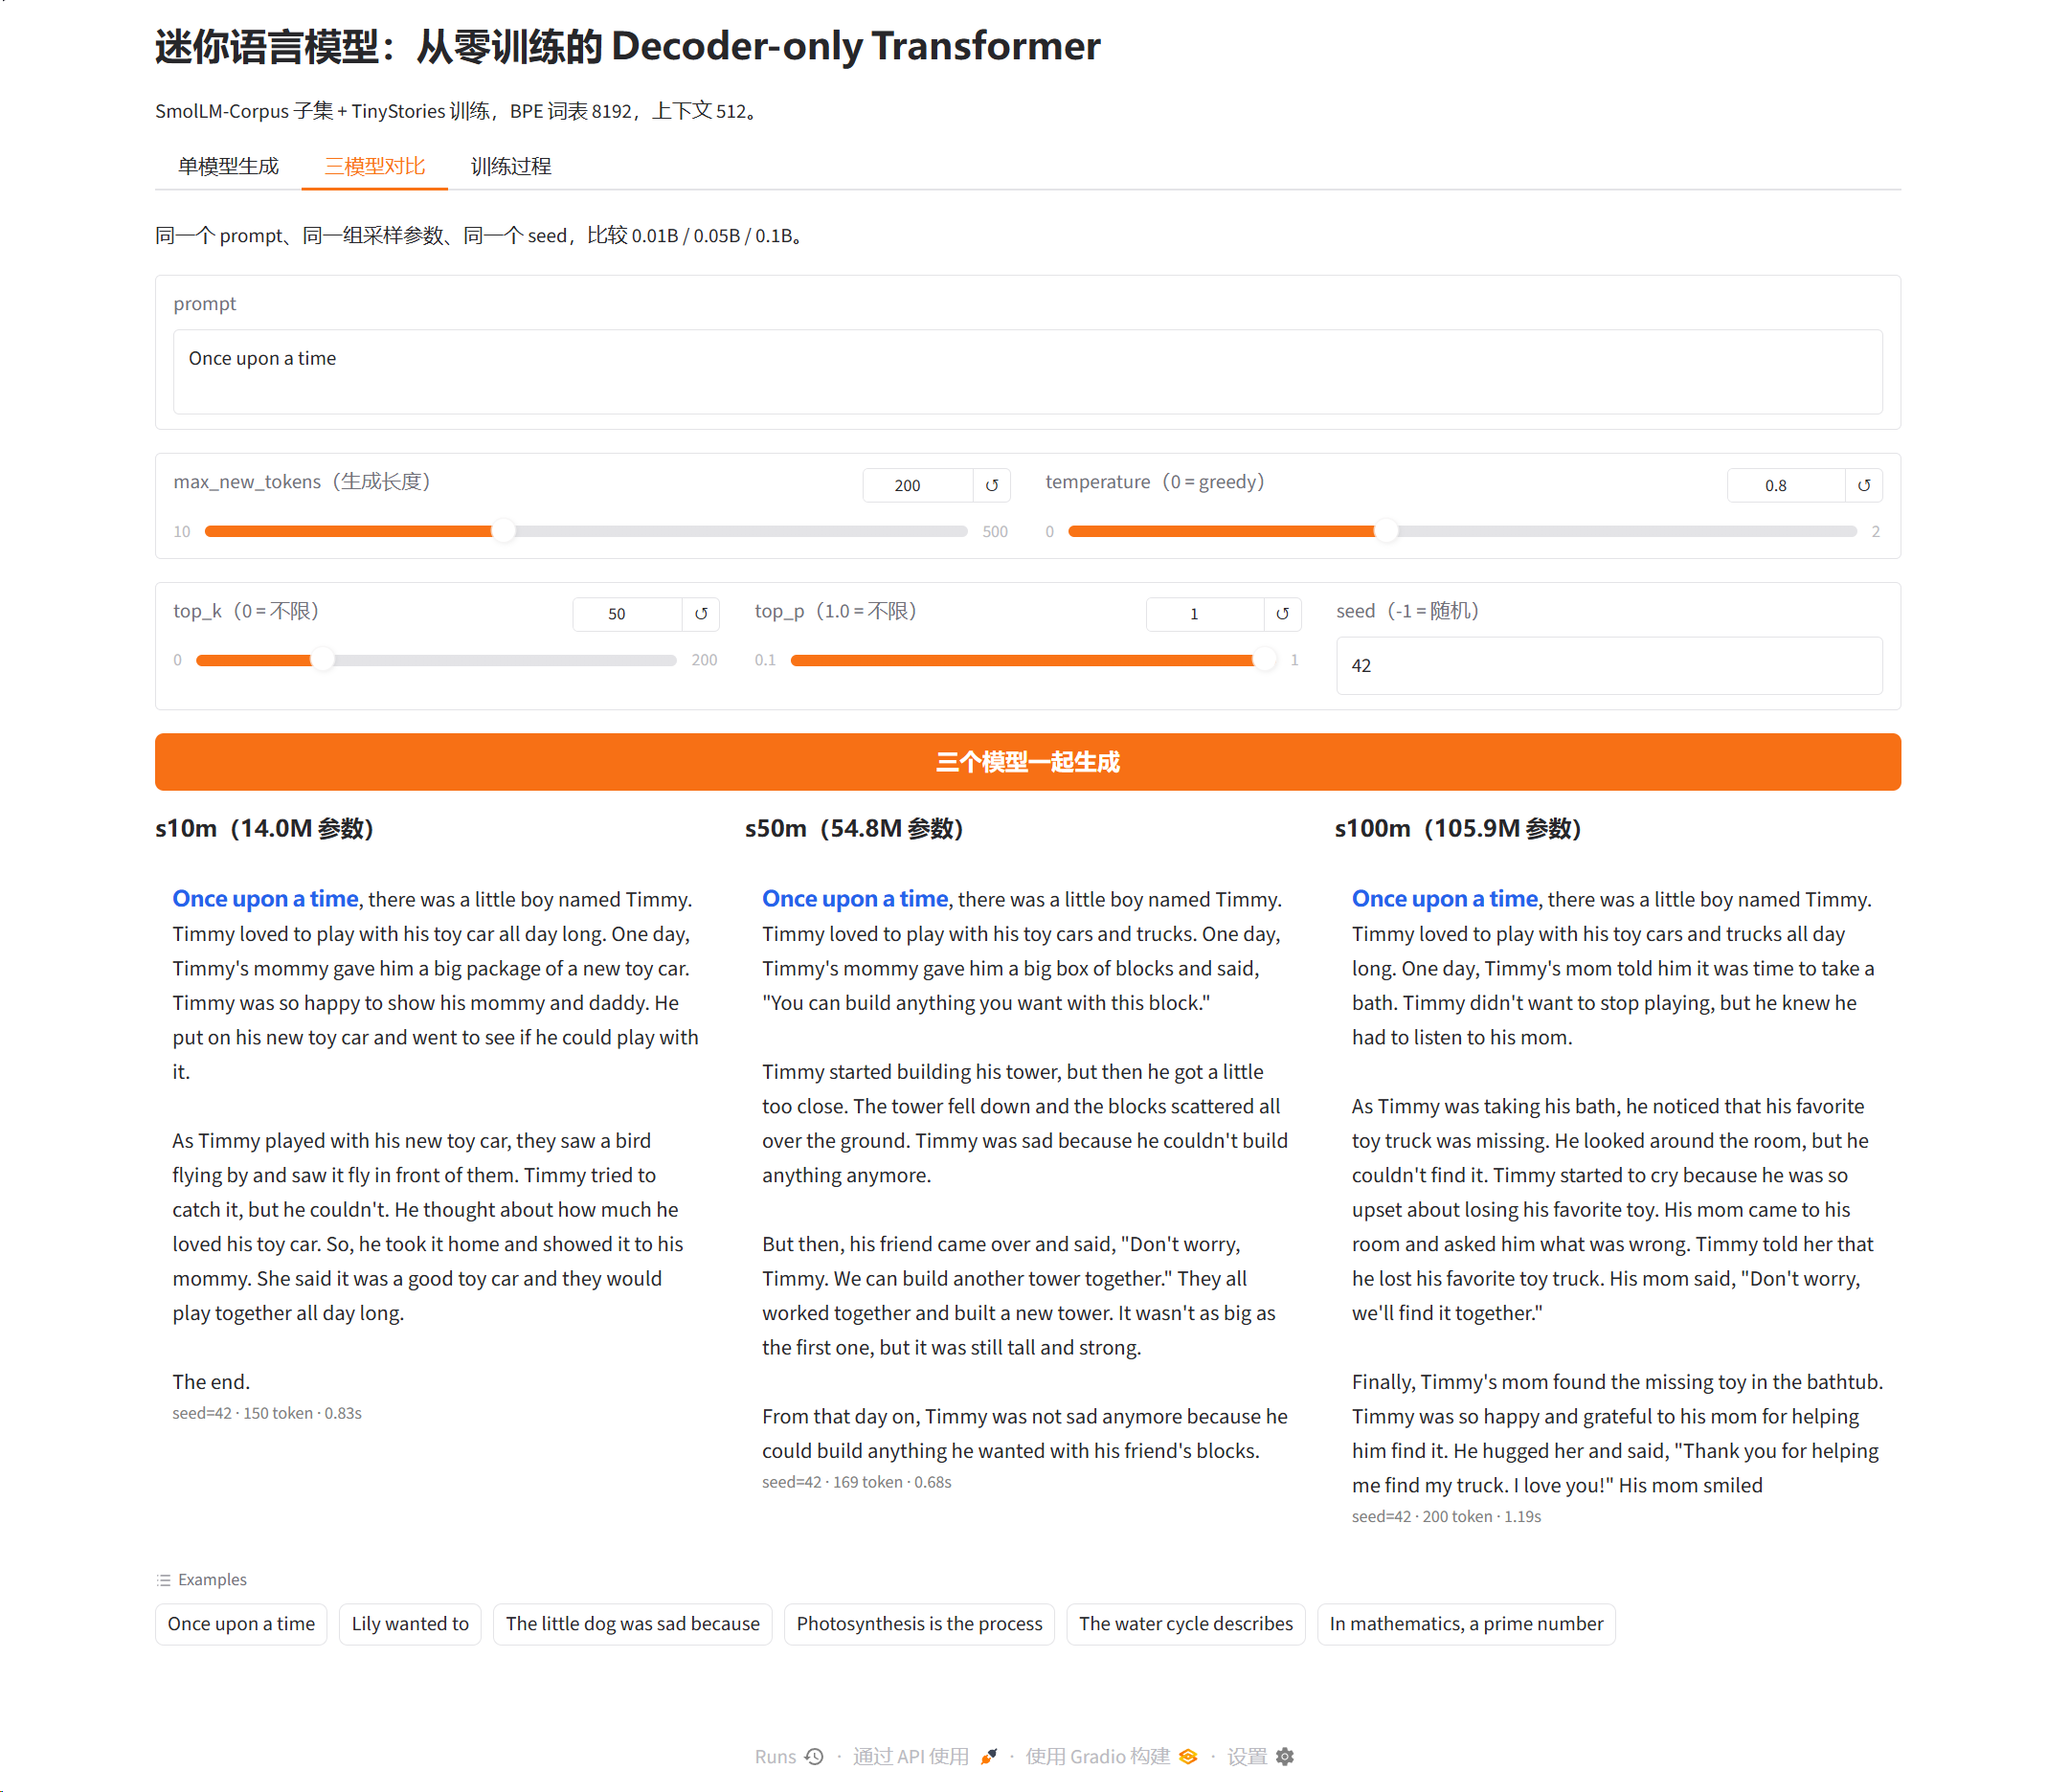 迷你语言模型：从零训练的 Decoder-only Transformer
SmolLM-Corpus 子集 + TinyStories 训练，BPE 词表 8192，上下文 512。
单模型生成 三模型对比 训练过程
同一个 prompt、同一组采样参数、同一个 seed，比较 0.01B / 0.05B / 0.1B。
prompt
Once upon a time
max_new_tokens（生成长度） 200 ↺ temperature（0 = greedy） 0.8 ↺
10 500 0 2
top_k（0 = 不限） 50 ↺ top_p（1.0 = 不限） 1 ↺ seed（-1 = 随机）
0 200 0.1 1 42
三个模型一起生成
s10m（14.0M 参数）
Once upon a time, there was a little boy named Timmy.
Timmy loved to play with his toy car all day long. One day,
Timmy's mommy gave him a big package of a new toy car.
Timmy was so happy to show his mommy and daddy. He
put on his new toy car and went to see if he could play with
it.
As Timmy played with his new toy car, they saw a bird
flying by and saw it fly in front of them. Timmy tried to
catch it, but he couldn't. He thought about how much he
loved his toy car. So, he took it home and showed it to his
mommy. She said it was a good toy car and they would
play together all day long.
The end.
seed=42 · 150 token · 0.83s
s50m（54.8M 参数）
Once upon a time, there was a little boy named Timmy.
Timmy loved to play with his toy cars and trucks. One day,
Timmy's mommy gave him a big box of blocks and said,
"You can build anything you want with this block."
Timmy started building his tower, but then he got a little
too close. The tower fell down and the blocks scattered all
over the ground. Timmy was sad because he couldn't build
anything anymore.
But then, his friend came over and said, "Don't worry,
Timmy. We can build another tower together." They all
worked together and built a new tower. It wasn't as big as
the first one, but it was still tall and strong.
From that day on, Timmy was not sad anymore because he
could build anything he wanted with his friend's blocks.
seed=42 · 169 token · 0.68s
s100m（105.9M 参数）
Once upon a time, there was a little boy named Timmy.
Timmy loved to play with his toy cars and trucks all day
long. One day, Timmy's mom told him it was time to take a
bath. Timmy didn't want to stop playing, but he knew he
had to listen to his mom.
As Timmy was taking his bath, he noticed that his favorite
toy truck was missing. He looked around the room, but he
couldn't find it. Timmy started to cry because he was so
upset about losing his favorite toy. His mom came to his
room and asked him what was wrong. Timmy told her that
he lost his favorite toy truck. His mom said, "Don't worry,
we'll find it together."
Finally, Timmy's mom found the missing toy in the bathtub.
Timmy was so happy and grateful to his mom for helping
him find it. He hugged her and said, "Thank you for helping
me find my truck. I love you!" His mom smiled
seed=42 · 200 token · 1.19s
Examples
Once upon a time Lily wanted to The little dog was sad because Photosynthesis is the process The water cycle describes In mathematics, a prime number
Runs · 通过 API 使用 · 使用 Gradio 构建 · 设置